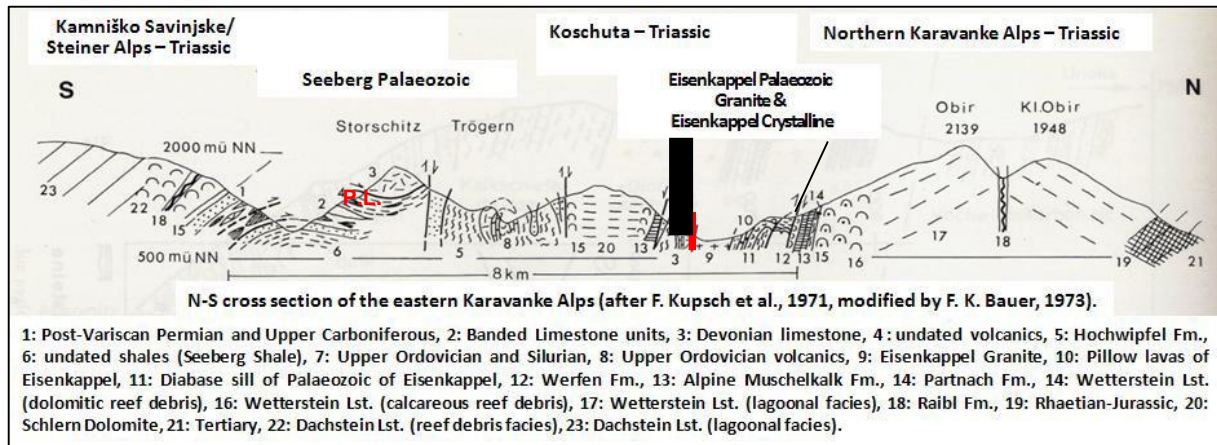 Kamniško Savinjske/
Steiner Alps – Triassic
Koschuta – Triassic
Northern Karavanke Alps – Triassic
Seeberg Palaeozoic
Eisenkappel Palaeozoic
Granite &
Eisenkappel Crystalline
S
N
Storschitz
Trögern
Obir
2139
Kl.Obir
1948
2000 mü NN
23
22
18
15
1
2
P.L.
3
6
5
8
15
20
13
3
9
10
11
12
13
14
15
16
17
18
19
21
500 mü NN
8 km
N-S cross section of the eastern Karavanke Alps (after F. Kupsch et al., 1971, modified by F. K. Bauer, 1973).
1: Post-Variscan Permian and Upper Carboniferous, 2: Banded Limestone units, 3: Devonian limestone, 4 : undated volcanics, 5: Hochwipfel Fm.,
6: undated shales (Seeberg Shale), 7: Upper Ordovician and Silurian, 8: Upper Ordovician volcanics, 9: Eisenkappel Granite, 10: Pillow lavas of
Eisenkappel, 11: Diabase sill of Palaeozoic of Eisenkappel, 12: Werfen Fm., 13: Alpine Muschelkalk Fm., 14: Partnach Fm., 14: Wetterstein Lst.
(dolomitic reef debris), 16: Wetterstein Lst. (calcareous reef debris), 17: Wetterstein Lst. (lagoonal facies), 18: Raibl Fm., 19: Rhaetian-Jurassic, 20:
Schlern Dolomite, 21: Tertiary, 22: Dachstein Lst. (reef debris facies), 23: Dachstein Lst. (lagoonal facies).